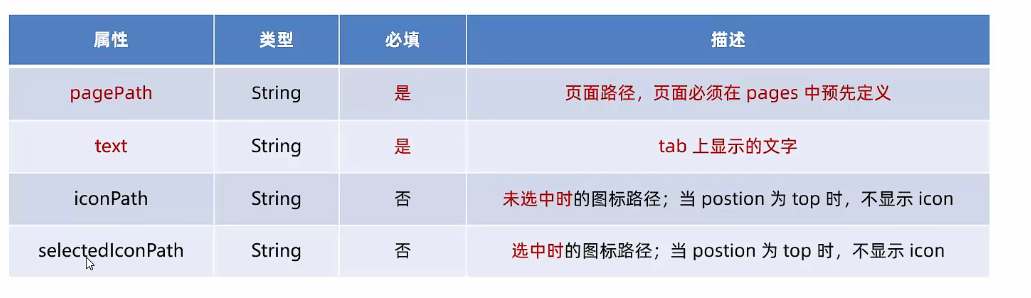 属性 类型 必填 描述
pagePath String 是 页面路径，页面必须在 pages 中预先定义
text String 是 tab 上显示的文字
iconPath String 否 未选中时的图标路径；当 postion 为 top 时，不显示 icon
selectedIconPath String 否 选中时的图标路径；当 postion 为 top 时，不显示 icon